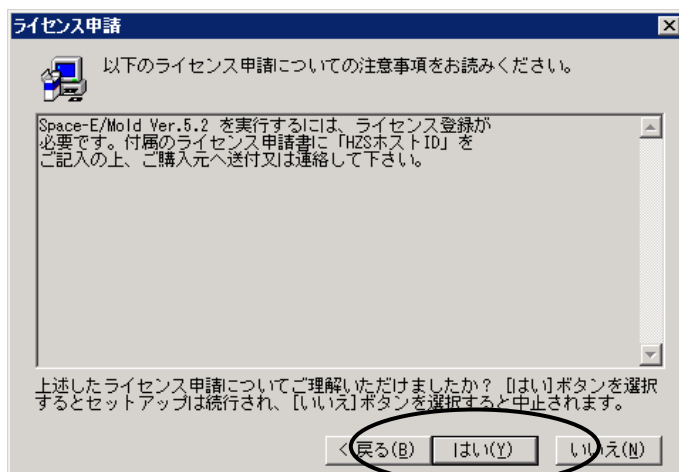 ライセンス申請
以下のライセンス申請についての注意事項をお読みください。
Space-E/Mold Ver.5.2 を実行するには、ライセンス登録が
必要です。付属のライセンス申請書に「HZSホストID」を
ご記入の上、ご購入元へ送付又は連絡して下さい。
上述したライセンス申請についてご理解いただけましたか? [はい]ボタンを選択
するとセットアップは続行され、[いいえ]ボタンを選択すると中止されます。
< 戻る(B) はい(Y) いいえ(N)